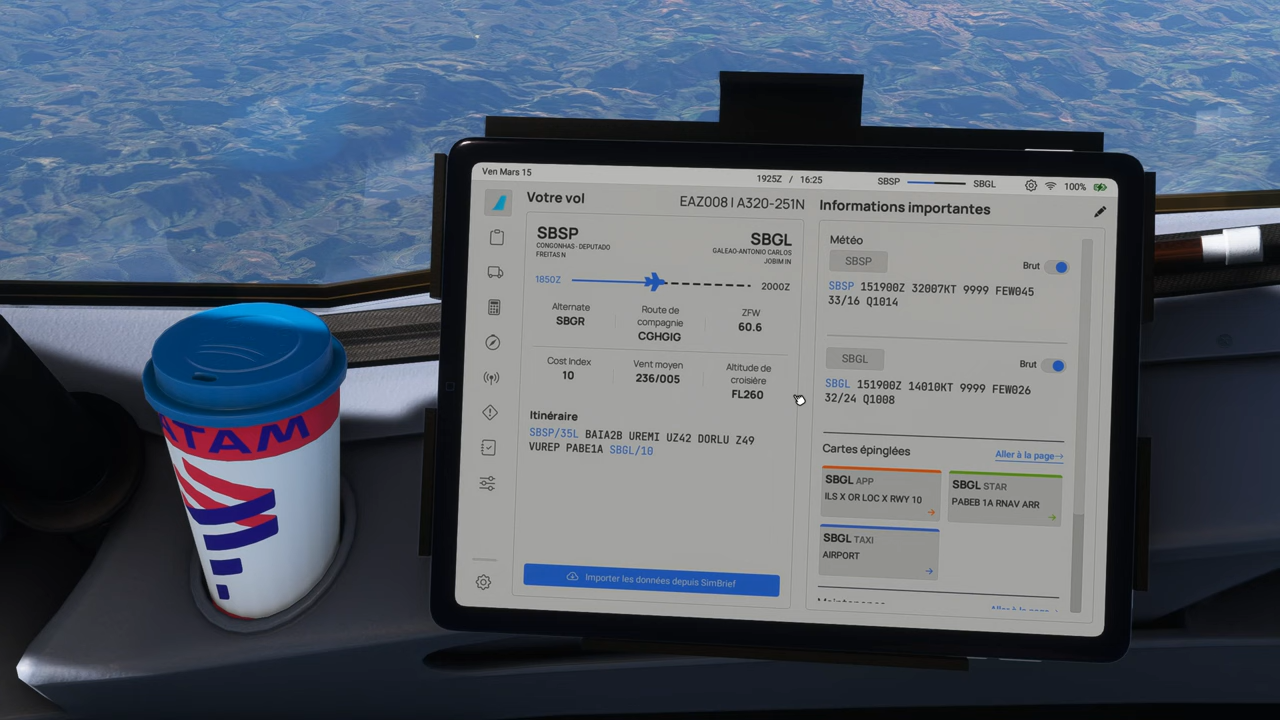 Ven Mars 15
1925Z / 16:25
SBSP
SBGL
100%
Votre vol
EAZ008 | A320-251N
SBSP
SBGL
CONGONHAS - DEPUTADO
FREITAS N
GALEAO-ANTONIO CARLOS
JOBIM IN
1850Z
2000Z
Alternate
SBGR
Route de
compagnie
CGHGIG
ZFW
60.6
Cost Index
10
Vent moyen
236/005
Altitude de
croisière
FL260
Itinéraire
SBSP/35L BAIA2B UREMI UZ42 DORLU Z49
VUREP PABE1A SBGL/10
Importer les données depuis SimBrief
Informations importantes
Météo
SBSP
Brut
SBSP 151900Z 32007KT 9999 FEW045
33/16 Q1014
SBGL
Brut
SBGL 151900Z 14010KT 9999 FEW026
32/24 Q1008
Cartes épinglées
Aller à la page
SBGL APP
ILS X OR LOC X RWY 10
SBGL STAR
PABEB 1A RNAV ARR
SBGL TAXI
AIRPORT
Aller à la page
ATAM